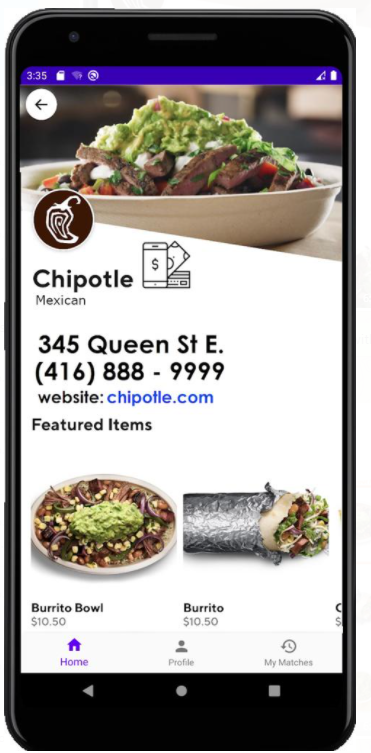 3:35
$
Chipotle
Mexican
345 Queen St E.
(416) 888 - 9999
website: chipotle.com
Featured Items
Burrito Bowl
$10.50
Burrito
$10.50
C
$
Home
Profile
My Matches